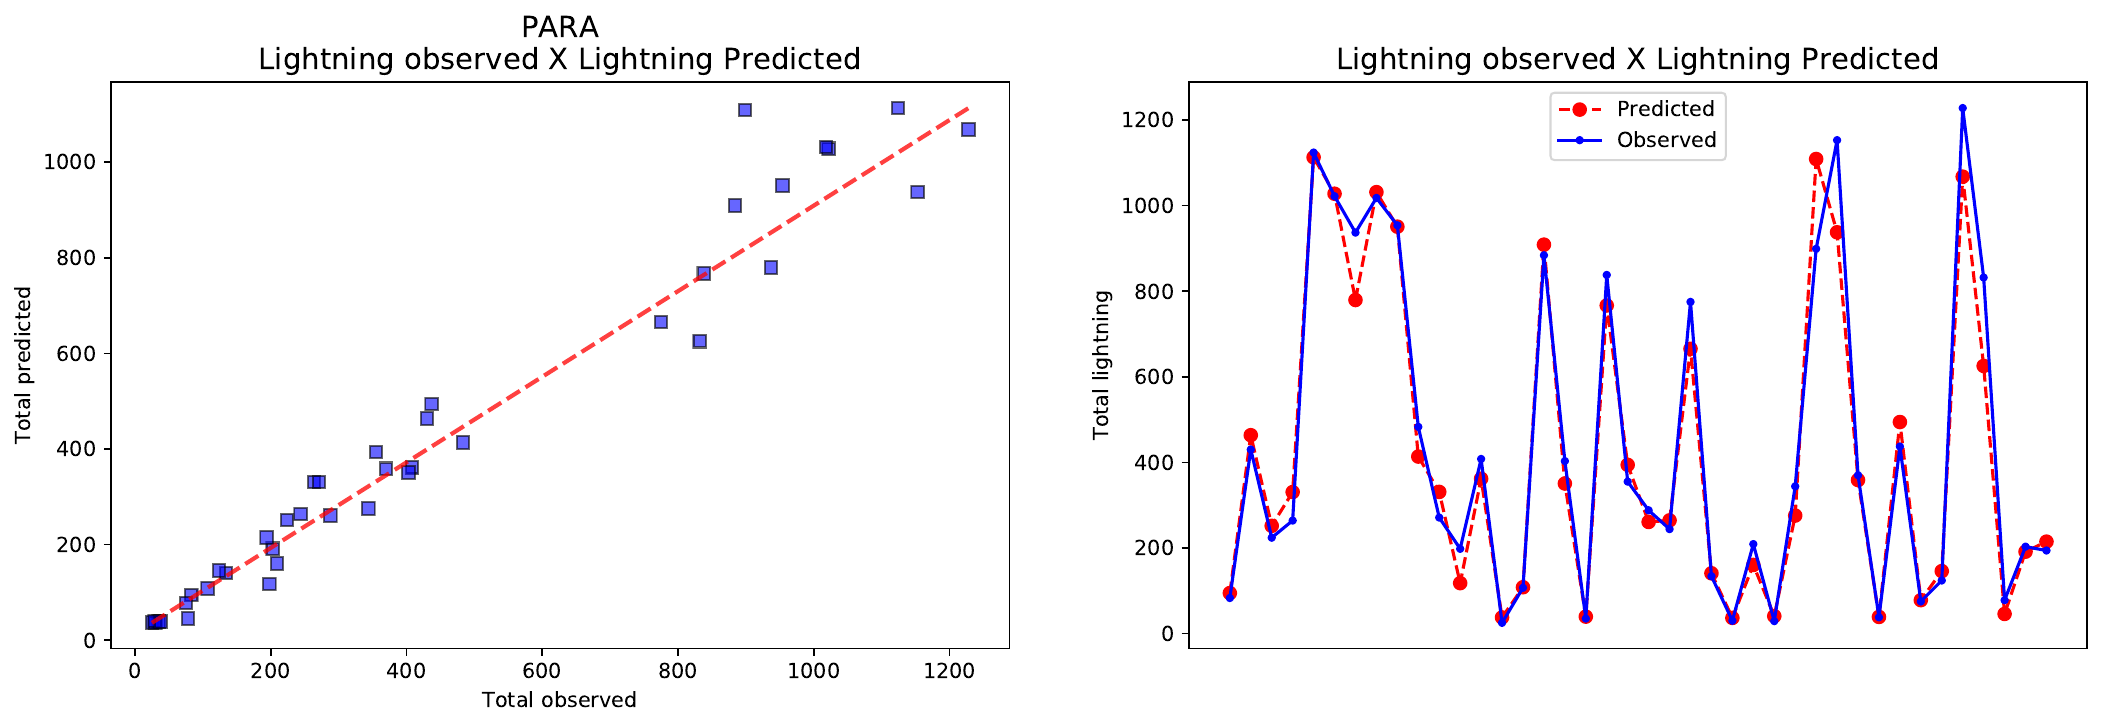 PARA
Lightning observed X Lightning Predicted
Total predicted
1000
800
600
400
200
0
0 200 400 600 800 1000 1200
Total observed
Lightning observed X Lightning Predicted
Predicted
Observed
Total lightning
1200
1000
800
600
400
200
0